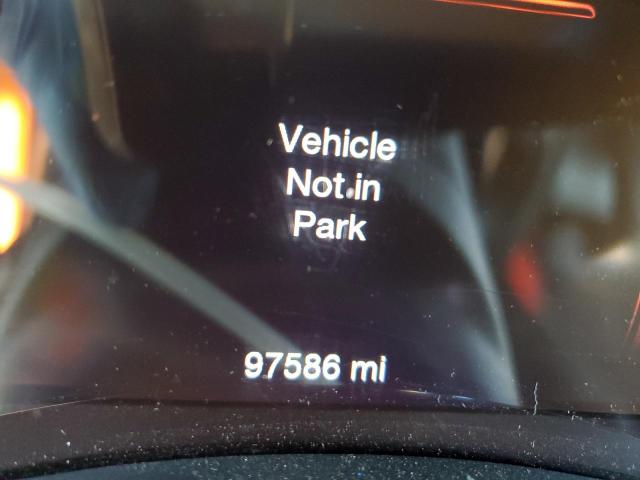 Vehicle
Not in
Park
97586 mi